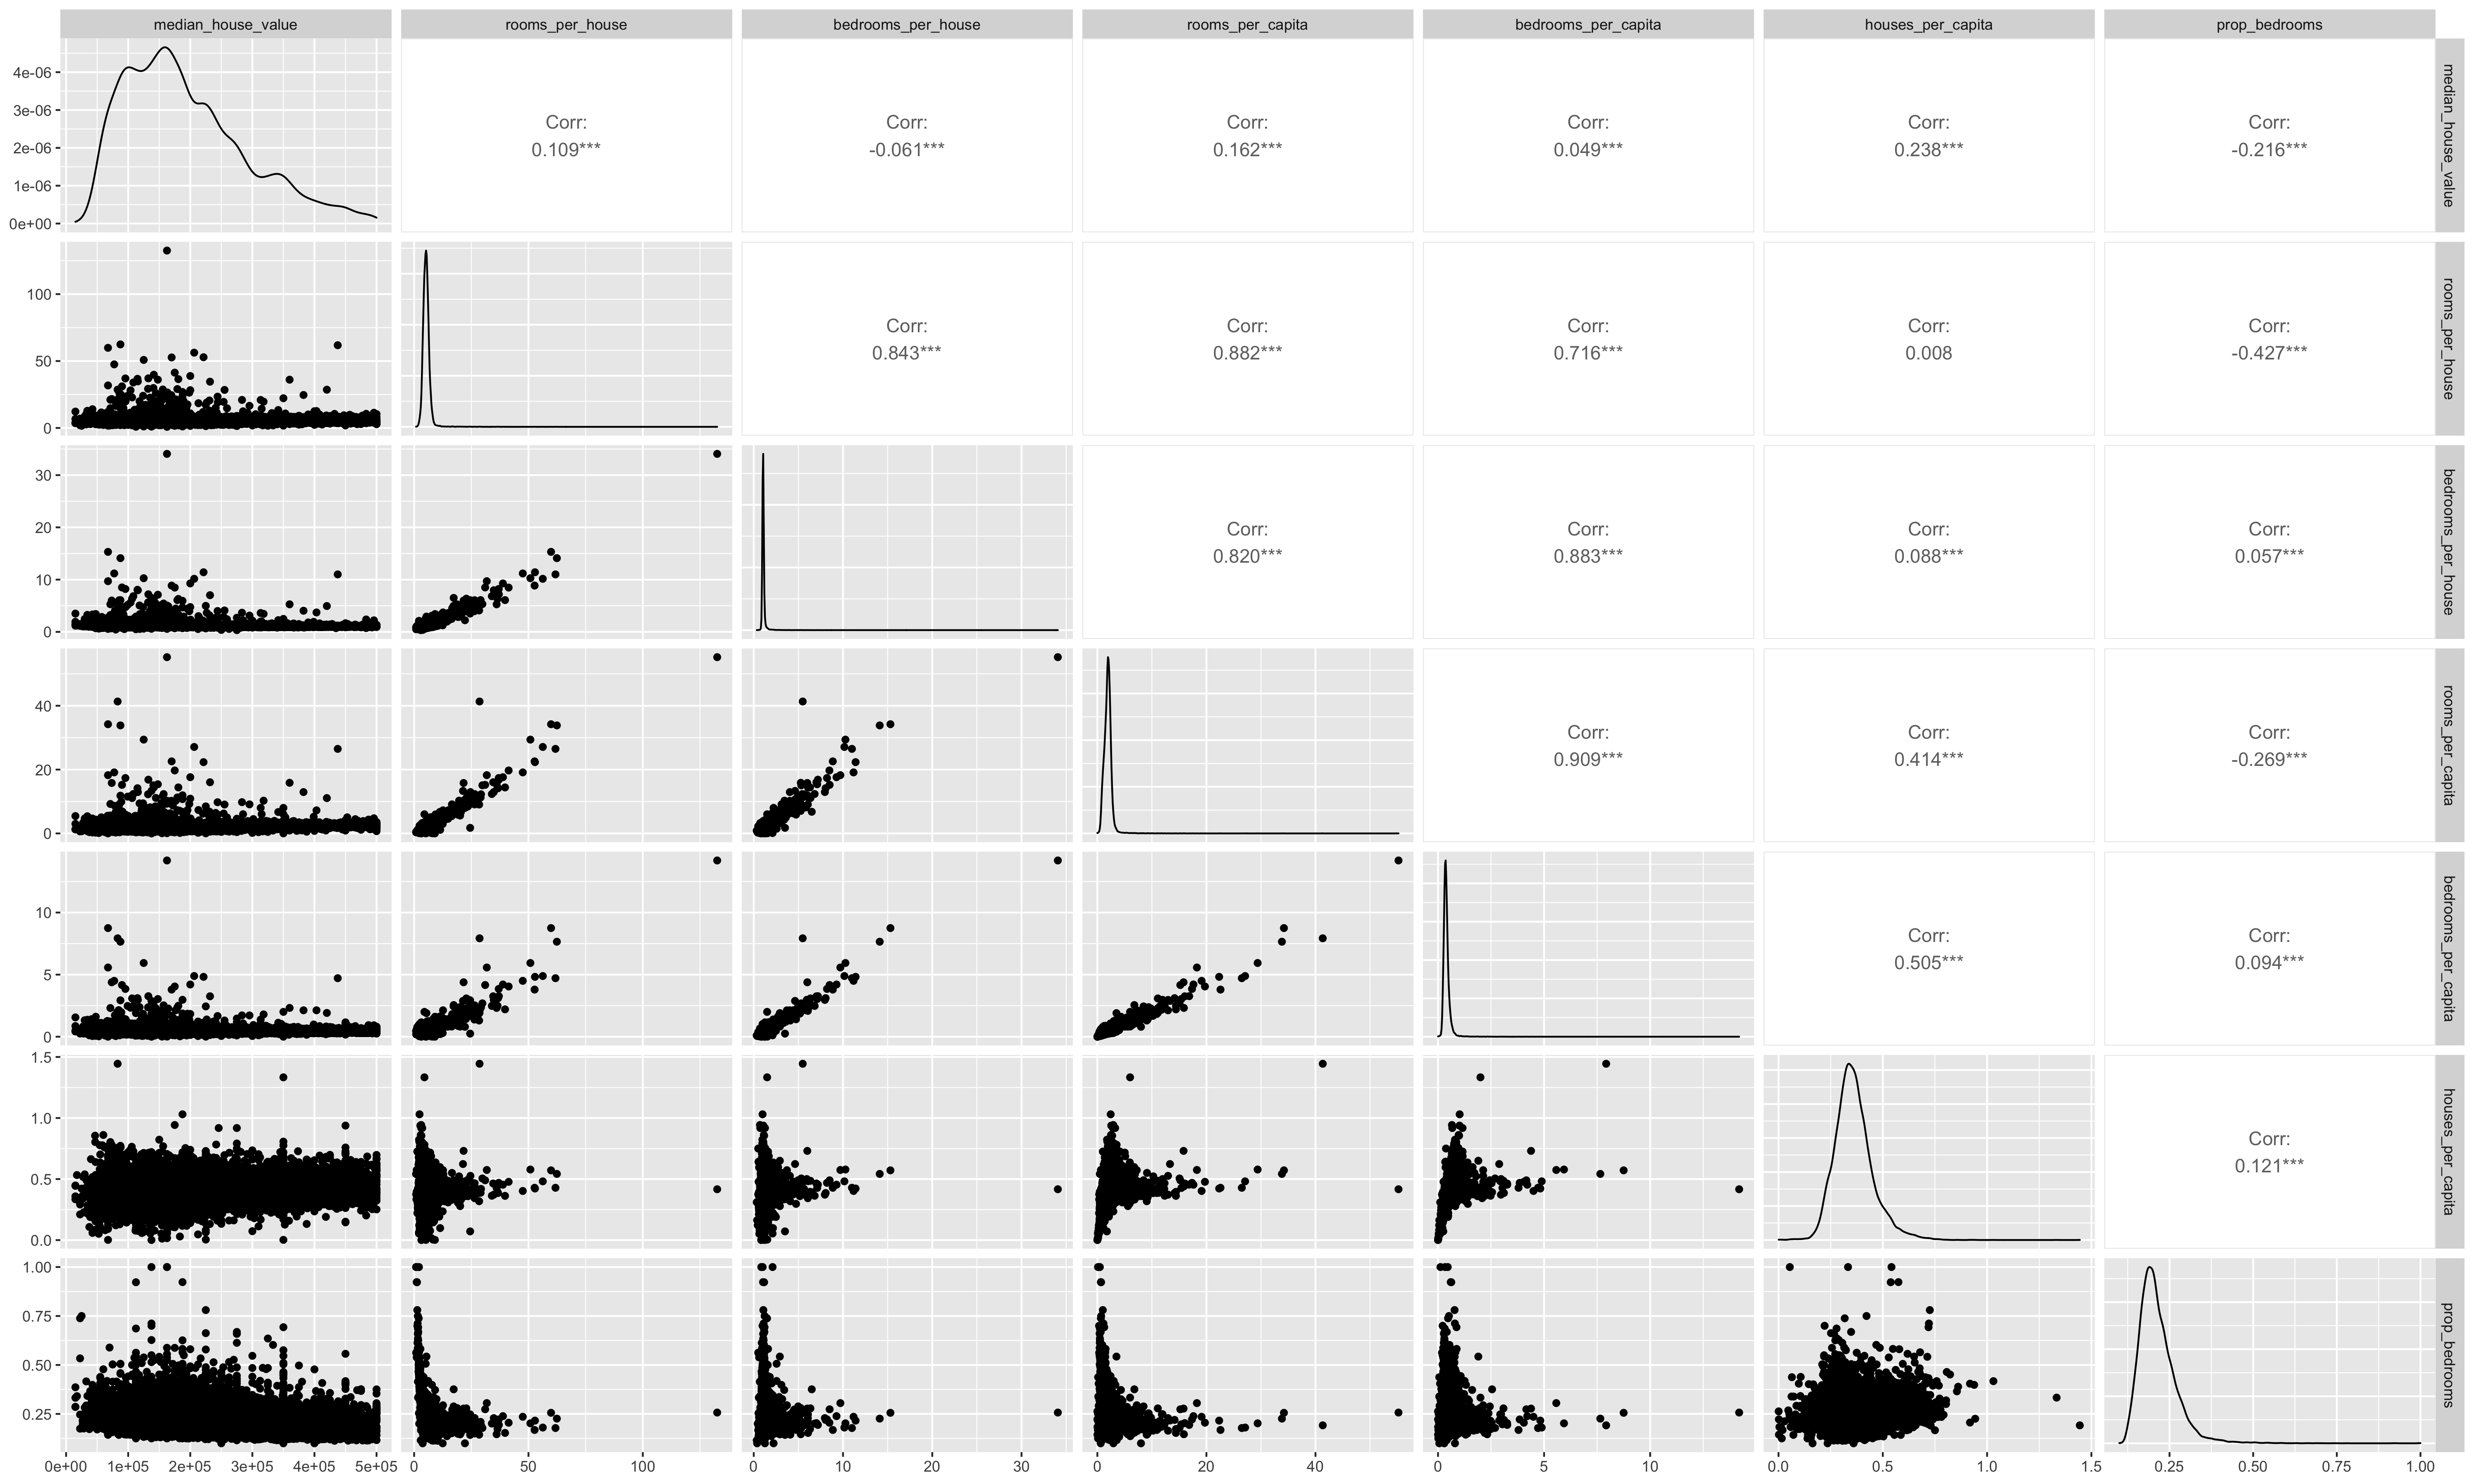 median_house_value
rooms_per_house
bedrooms_per_house
rooms_per_capita
bedrooms_per_capita
houses_per_capita
prop_bedrooms
4e-06
3e-06
2e-06
1e-06
0e+00
Corr:
0.109***
Corr:
-0.061***
Corr:
0.162***
Corr:
0.049***
Corr:
0.238***
Corr:
-0.216***
median_house_value
100
50
0
Corr:
0.843***
Corr:
0.882***
Corr:
0.716***
Corr:
0.008
Corr:
-0.427***
rooms_per_house
30
20
10
0
Corr:
0.820***
Corr:
0.883***
Corr:
0.088***
Corr:
0.057***
bedrooms_per_house
40
20
0
Corr:
0.909***
Corr:
0.414***
Corr:
-0.269***
rooms_per_capita
10
5
0
Corr:
0.505***
Corr:
0.094***
bedrooms_per_capita
1.5
1.0
0.5
0.0
Corr:
0.121***
houses_per_capita
1.00
0.75
0.50
0.25
prop_bedrooms
0e+00 1e+05 2e+05 3e+05 4e+05 5e+05
0 50 100
0 10 20 30
0 20 40
0 5 10
0.0 0.5 1.0 1.5
0.25 0.50 0.75 1.00